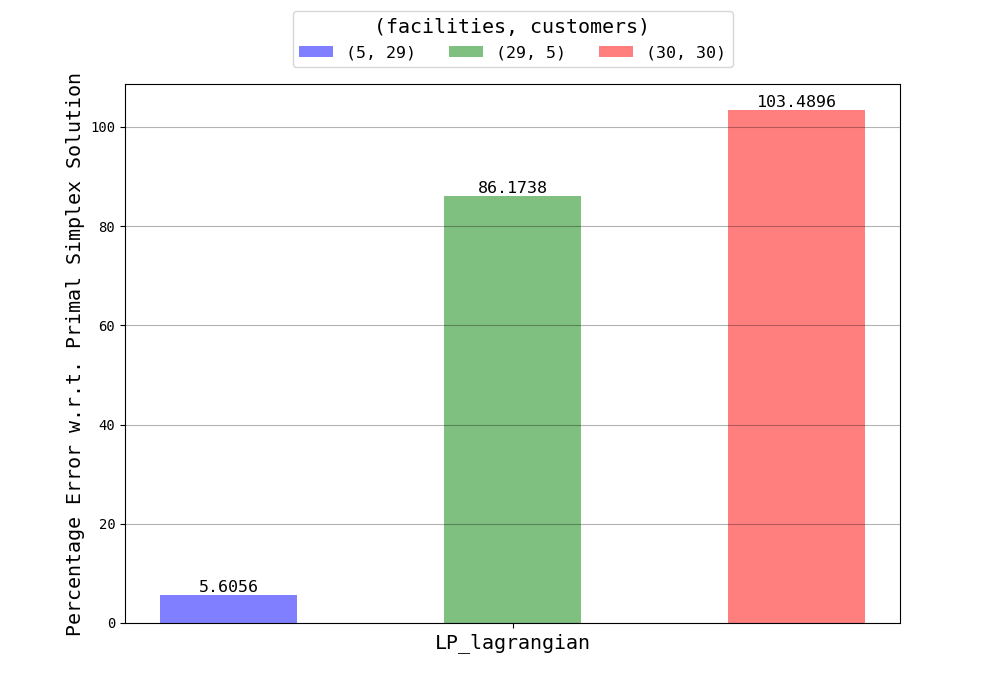 (facilities, customers)
(5, 29) (29, 5) (30, 30)
Percentage Error w.r.t. Primal Simplex Solution
103.4896
100
86.1738
80
60
40
20
5.6056
0
LP_lagrangian